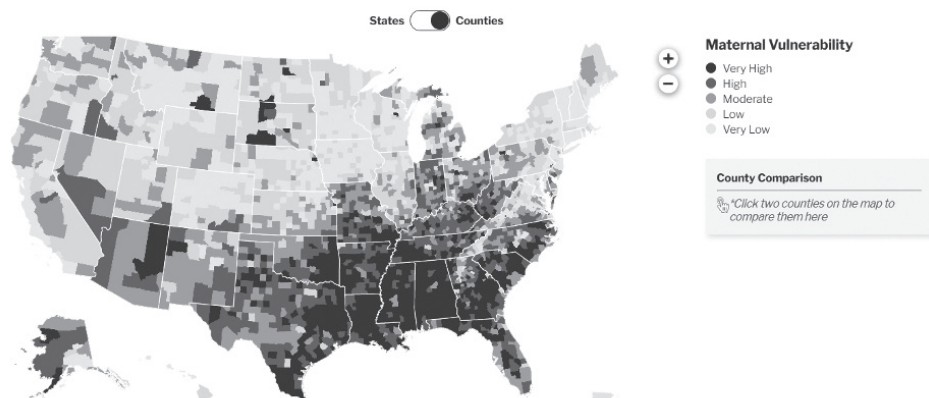 States Counties
Maternal Vulnerability
Very High
High
Moderate
Low
Very Low
County Comparison
*Click two counties on the map to
compare them here